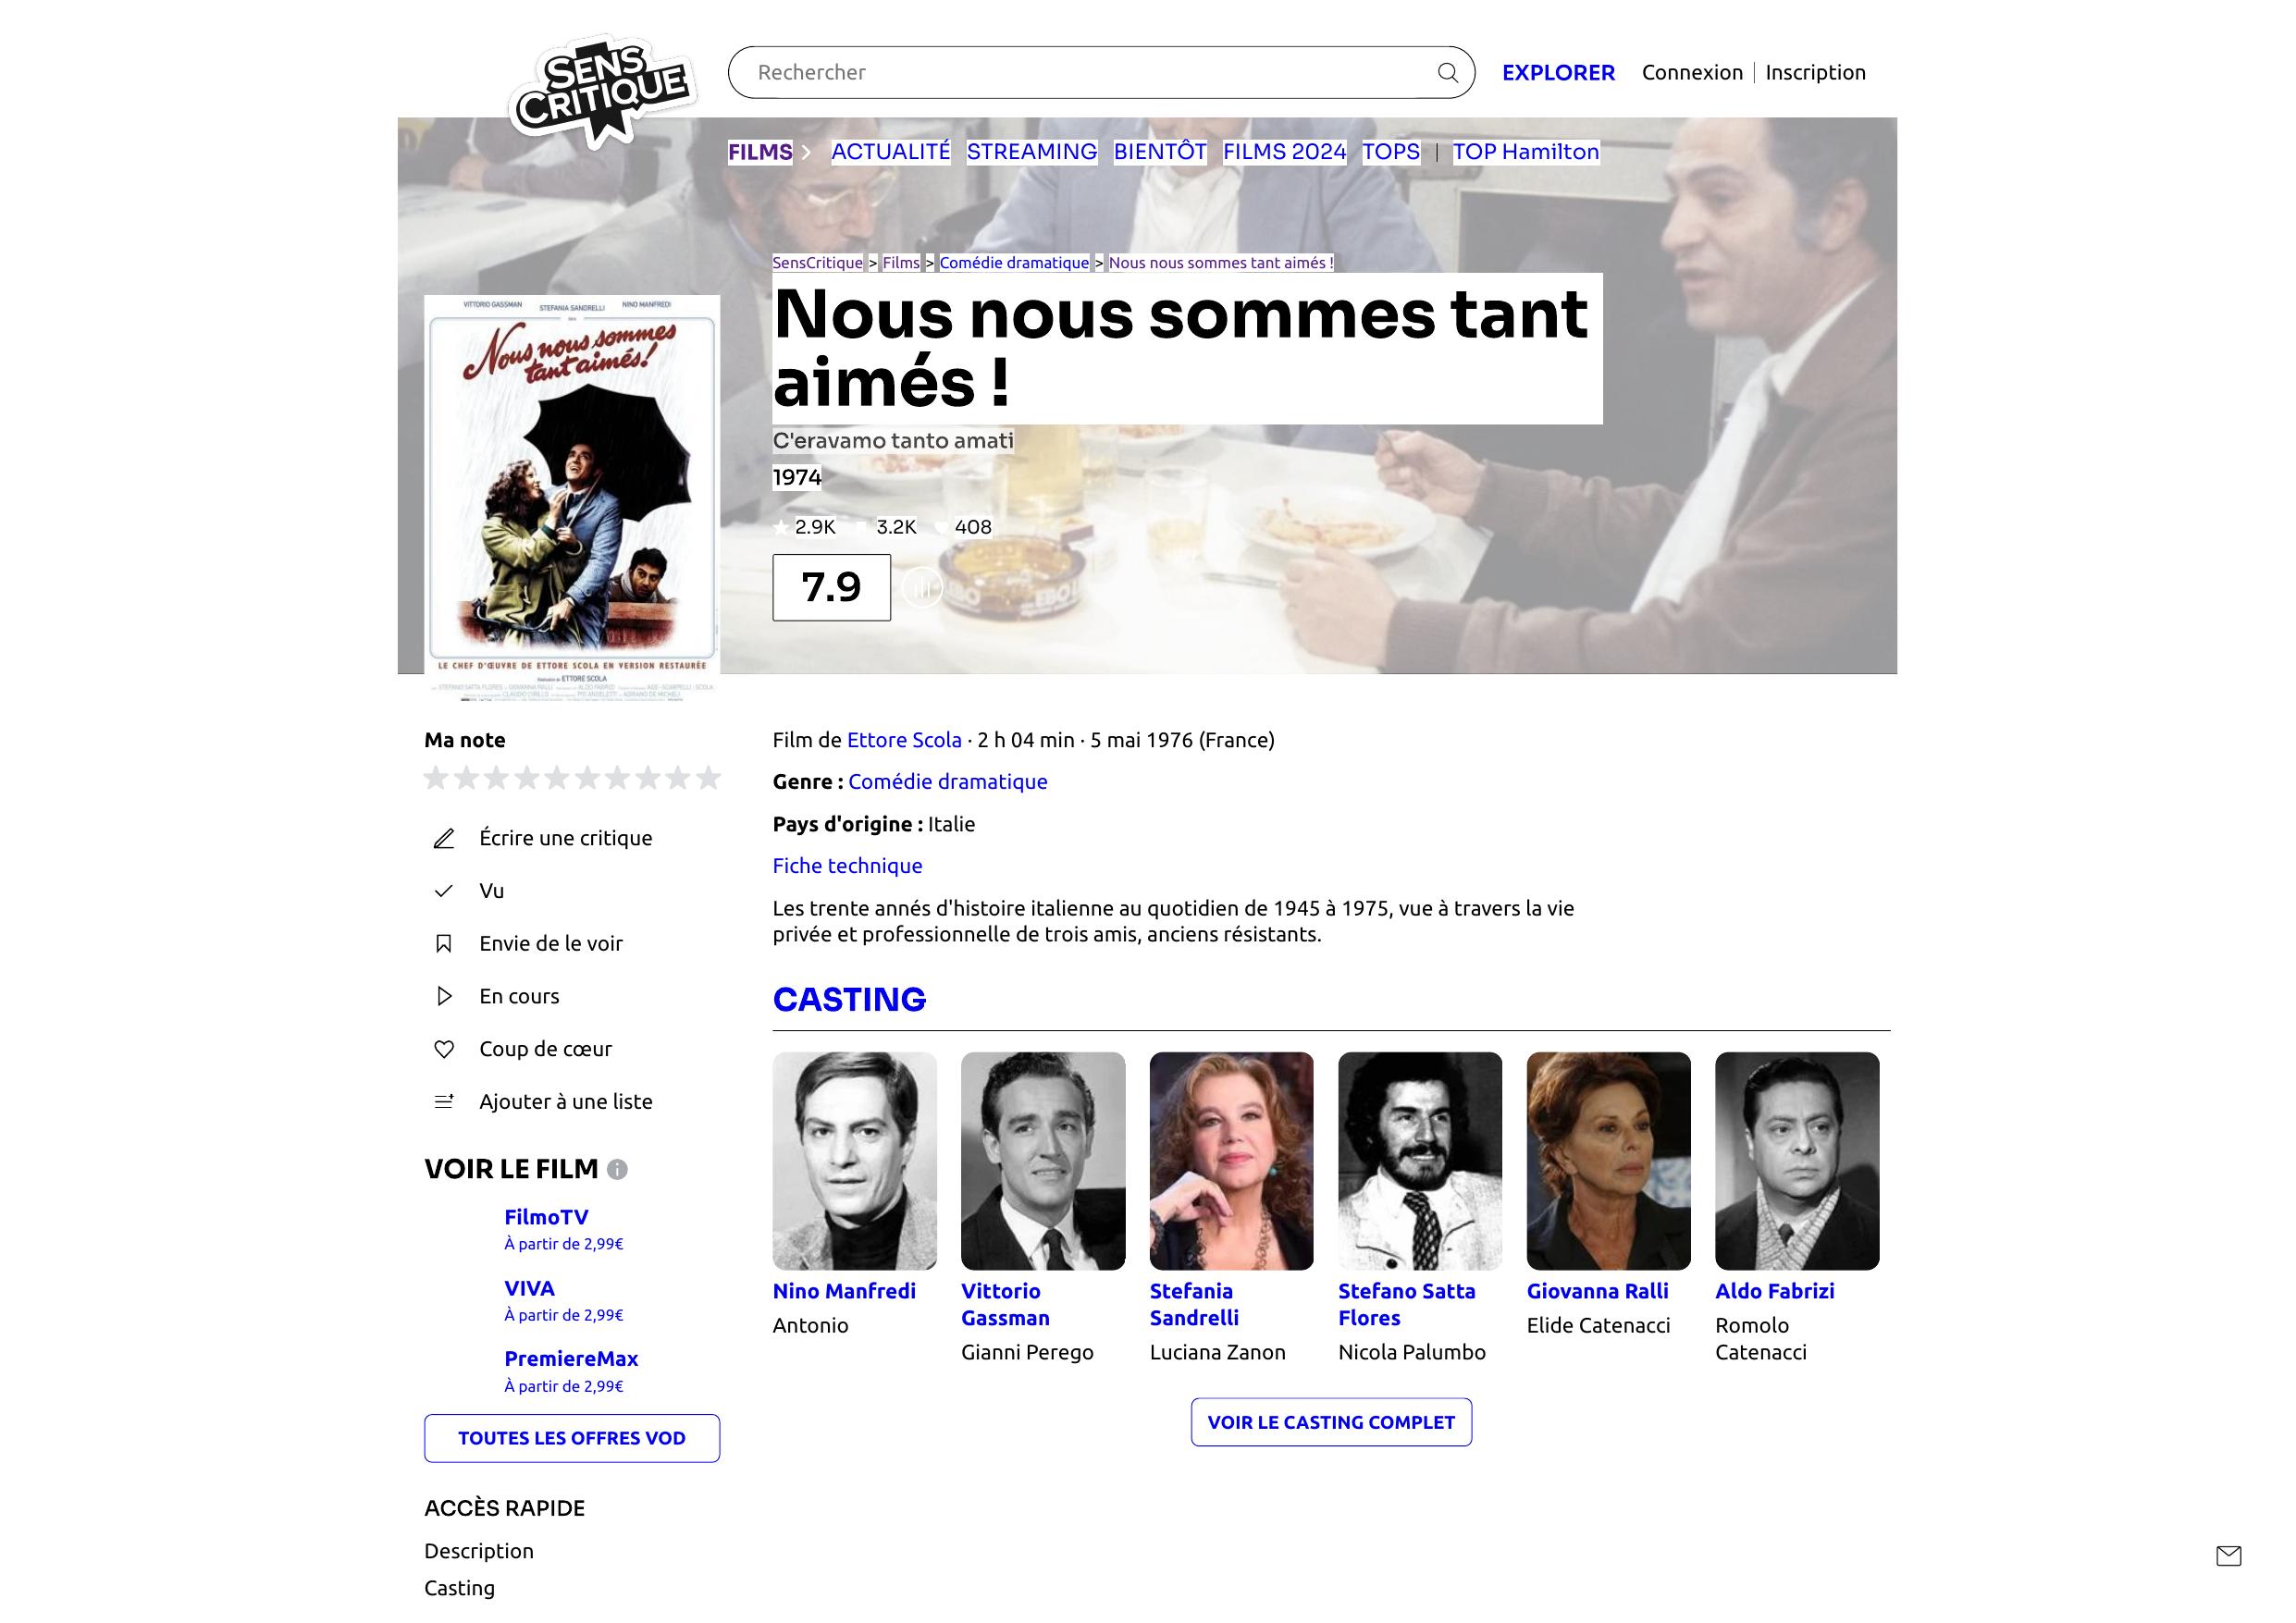 SENS
CRITIQUE
Rechercher
EXPLORER
Connexion
Inscription
FILMS
ACTUALITÉ
STREAMING
BIENTÔT
FILMS 2024
TOPS
TOP Hamilton
SensCritique > Films > Comédie dramatique > Nous nous sommes tant aimés !
VITTORIO GASSMAN
STEFANIA SANDRELLI
NINO MANFREDI
Nous nous sommes
tant aimés!
LE CHEF D'ŒUVRE DE ETTORE SCOLA EN VERSION RESTAURÉE
ETTORE SCOLA
Nous nous sommes tant
aimés !
C'eravamo tanto amati
1974
2.9K
3.2K
408
7.9
Ma note
Écrire une critique
Vu
Envie de le voir
En cours
Coup de cœur
Ajouter à une liste
VOIR LE FILM
FilmoTV
À partir de 2,99€
VIVA
À partir de 2,99€
PremiereMax
À partir de 2,99€
TOUTES LES OFFRES VOD
ACCÈS RAPIDE
Description
Casting
Film de Ettore Scola · 2 h 04 min · 5 mai 1976 (France)
Genre : Comédie dramatique
Pays d'origine : Italie
Fiche technique
Les trente annés d'histoire italienne au quotidien de 1945 à 1975, vue à travers la vie
privée et professionnelle de trois amis, anciens résistants.
CASTING
Nino Manfredi
Antonio
Vittorio
Gassman
Gianni Perego
Stefania
Sandrelli
Luciana Zanon
Stefano Satta
Flores
Nicola Palumbo
Giovanna Ralli
Elide Catenacci
Aldo Fabrizi
Romolo
Catenacci
VOIR LE CASTING COMPLET